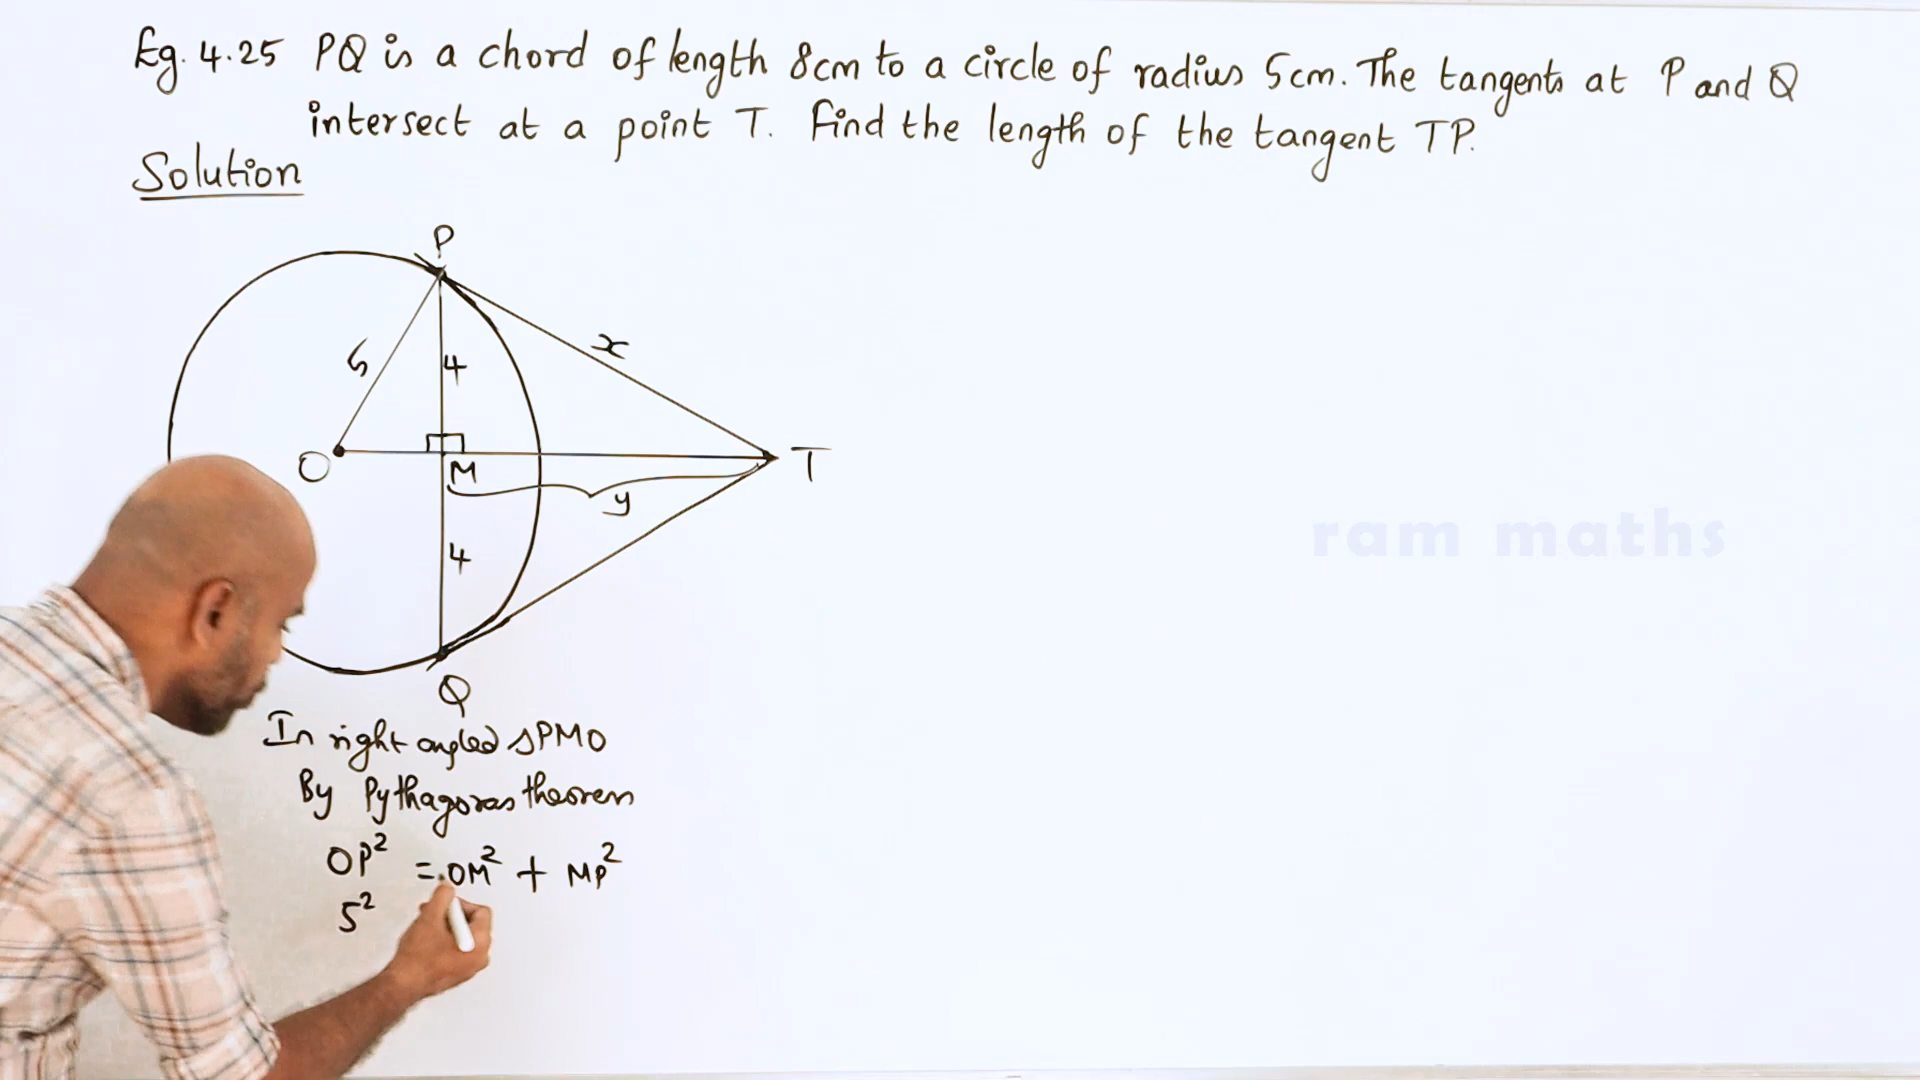 Eg. 4.25 PQ is a chord of length 8cm to a circle of radius 5cm. The tangents at P and Q
intersect at a point T. Find the length of the tangent TP.
Solution
P
5
4
x
O
M
T
y
4
Q
ram maths
In right angled △PMO
By Pythagoras theorem
OP² = OM² + MP²
5²